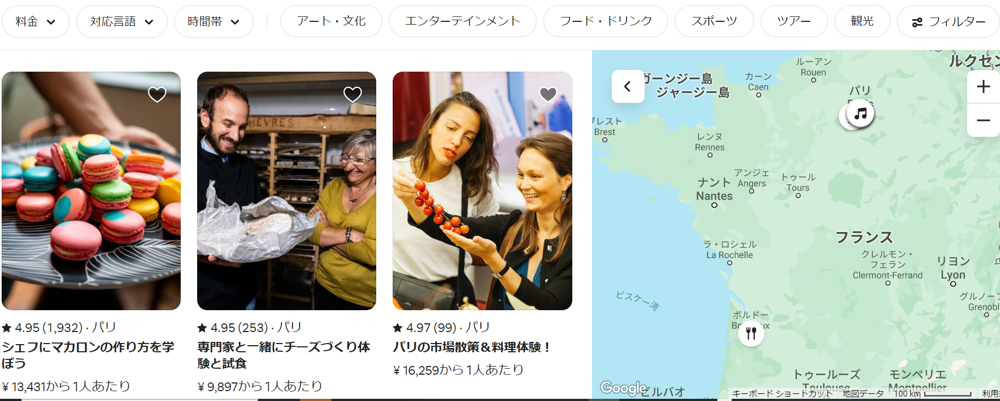 料金
対応言語
時間帯
アート・文化
エンターテインメント
フード・ドリンク
スポーツ
ツアー
観光
フィルター
HEVRES
★ 4.95 (1,932) · パリ
シェフにマカロンの作り方を学
ぼう
¥ 13,431から 1人あたり
★ 4.95 (253) · パリ
専門家と一緒にチーズづくり体
験と試食
¥ 9,897から 1人あたり
★ 4.97 (99) · パリ
パリの市場散策＆料理体験！
¥ 16,259から 1人あたり
ルーアン
Rouen
ルクセン
ガーンジー島
ジャージー島
カーン
Caen
パリ
ブレスト
Brest
レンヌ
Rennes
アンジェ
Angers
トゥール
Tours
ナント
Nantes
フランス
ラ・ロシェル
La Rochelle
クレルモン・
フェラン
Clermont-Ferrand
リヨン
Lyon
ビスケー湾
グルノーブ
Grenobl
ボルドー
トゥールーズ
Toulouse
モンペリエ
Montpellier
Google
ビルバオ
キーボード ショートカット
地図データ
100 km
利用